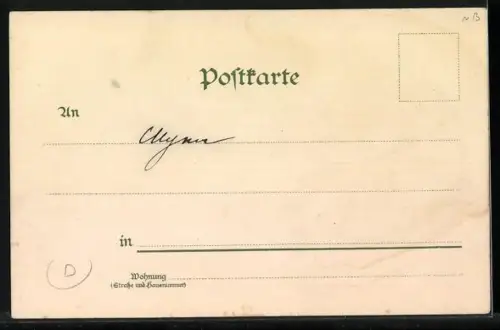 Postkarte
An
in
Wohnung
(Straße und Hausnummer)
D